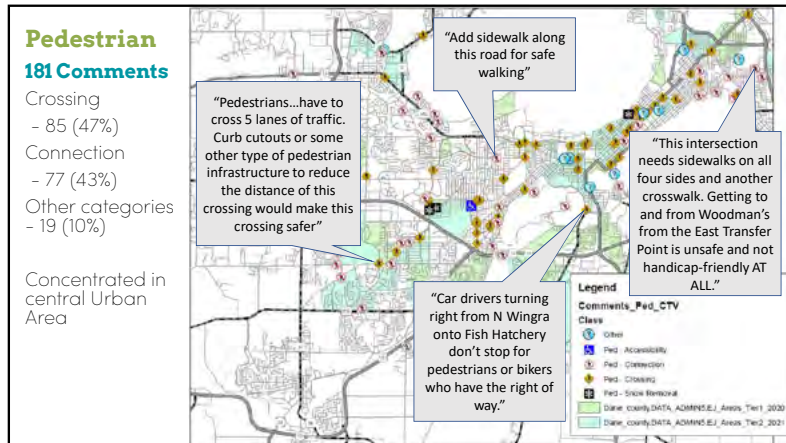 Pedestrian
181 Comments
Crossing
- 85 (47%)
Connection
- 77 (43%)
Other categories
- 19 (10%)
Concentrated in
central Urban
Area
“Add sidewalk along
this road for safe
walking”
“Pedestrians...have to
cross 5 lanes of traffic.
Curb cutouts or some
other type of pedestrian
infrastructure to reduce
the distance of this
crossing would make this
crossing safer”
“This intersection
needs sidewalks on all
four sides and another
crosswalk. Getting to
and from Woodman’s
from the East Transfer
Point is unsafe and not
handicap-friendly AT
ALL.”
“Car drivers turning
right from N Wingra
onto Fish Hatchery
don’t stop for
pedestrians or bikers
who have the right of
way.”
Legend
Comments_Ped_CTV
Class
Other
Ped - Accessibility
Ped - Connection
Ped - Crossing
Ped - Snow Removal
Dane_county.DATA_ADMIN5.EJ_Areas_Tier1_2020
Dane_county.DATA_ADMIN5.EJ_Areas_Tier2_2021